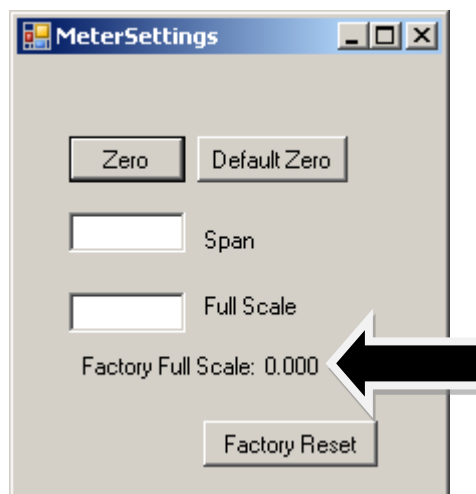 MeterSettings
Zero Default Zero
Span
Full Scale
Factory Full Scale: 0.000
Factory Reset